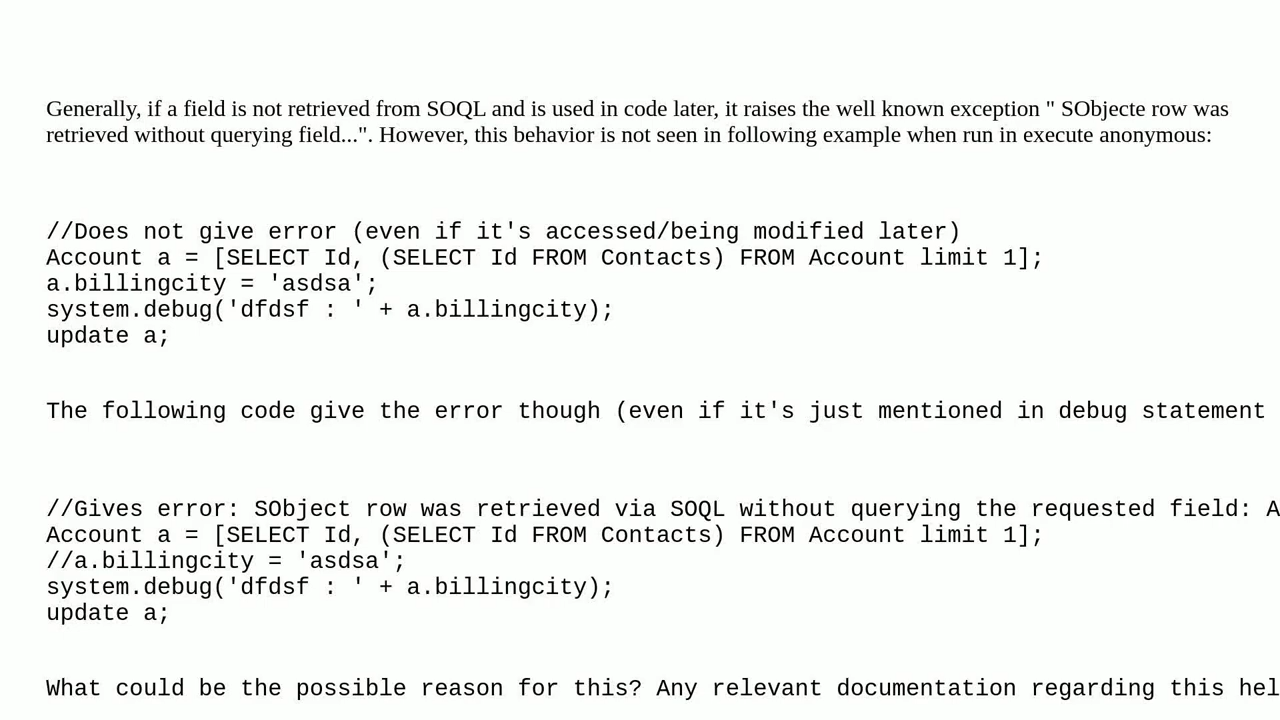 Generally, if a field is not retrieved from SOQL and is used in code later, it raises the well known exception " SObjecte row was
retrieved without querying field...". However, this behavior is not seen in following example when run in execute anonymous:
//Does not give error (even if it's accessed/being modified later)
Account a = [SELECT Id, (SELECT Id FROM Contacts) FROM Account limit 1];
a.billingcity = 'asdsa';
system.debug('dfdsf : ' + a.billingcity);
update a;
The following code give the error though (even if it's just mentioned in debug statement
//Gives error: SObject row was retrieved via SOQL without querying the requested field: A
Account a = [SELECT Id, (SELECT Id FROM Contacts) FROM Account limit 1];
//a.billingcity = 'asdsa';
system.debug('dfdsf : ' + a.billingcity);
update a;
What could be the possible reason for this? Any relevant documentation regarding this hel